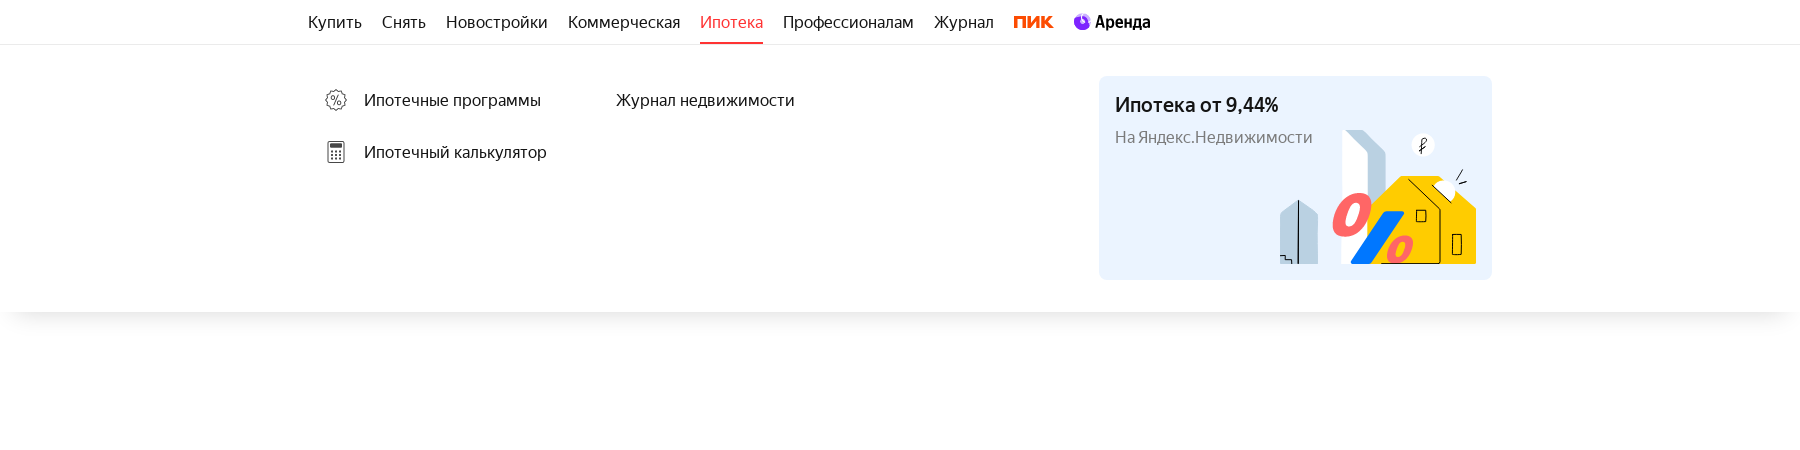 Купить Снять Новостройки Коммерческая Ипотека Профессионалам Журнал ПИК Аренда
Ипотечные программы
Ипотечный калькулятор
Журнал недвижимости
Ипотека от 9,44%
На Яндекс.Недвижимости